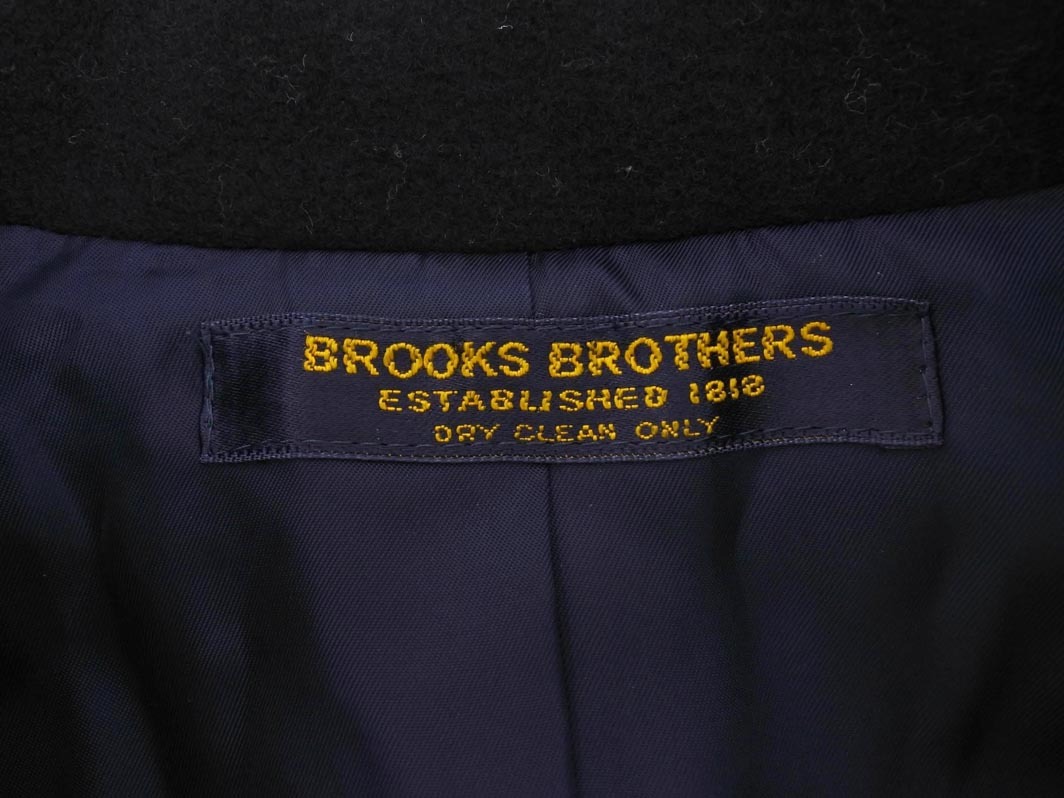 BROOKS BROTHERS
ESTABLISHED 1818
DRY CLEAN ONLY